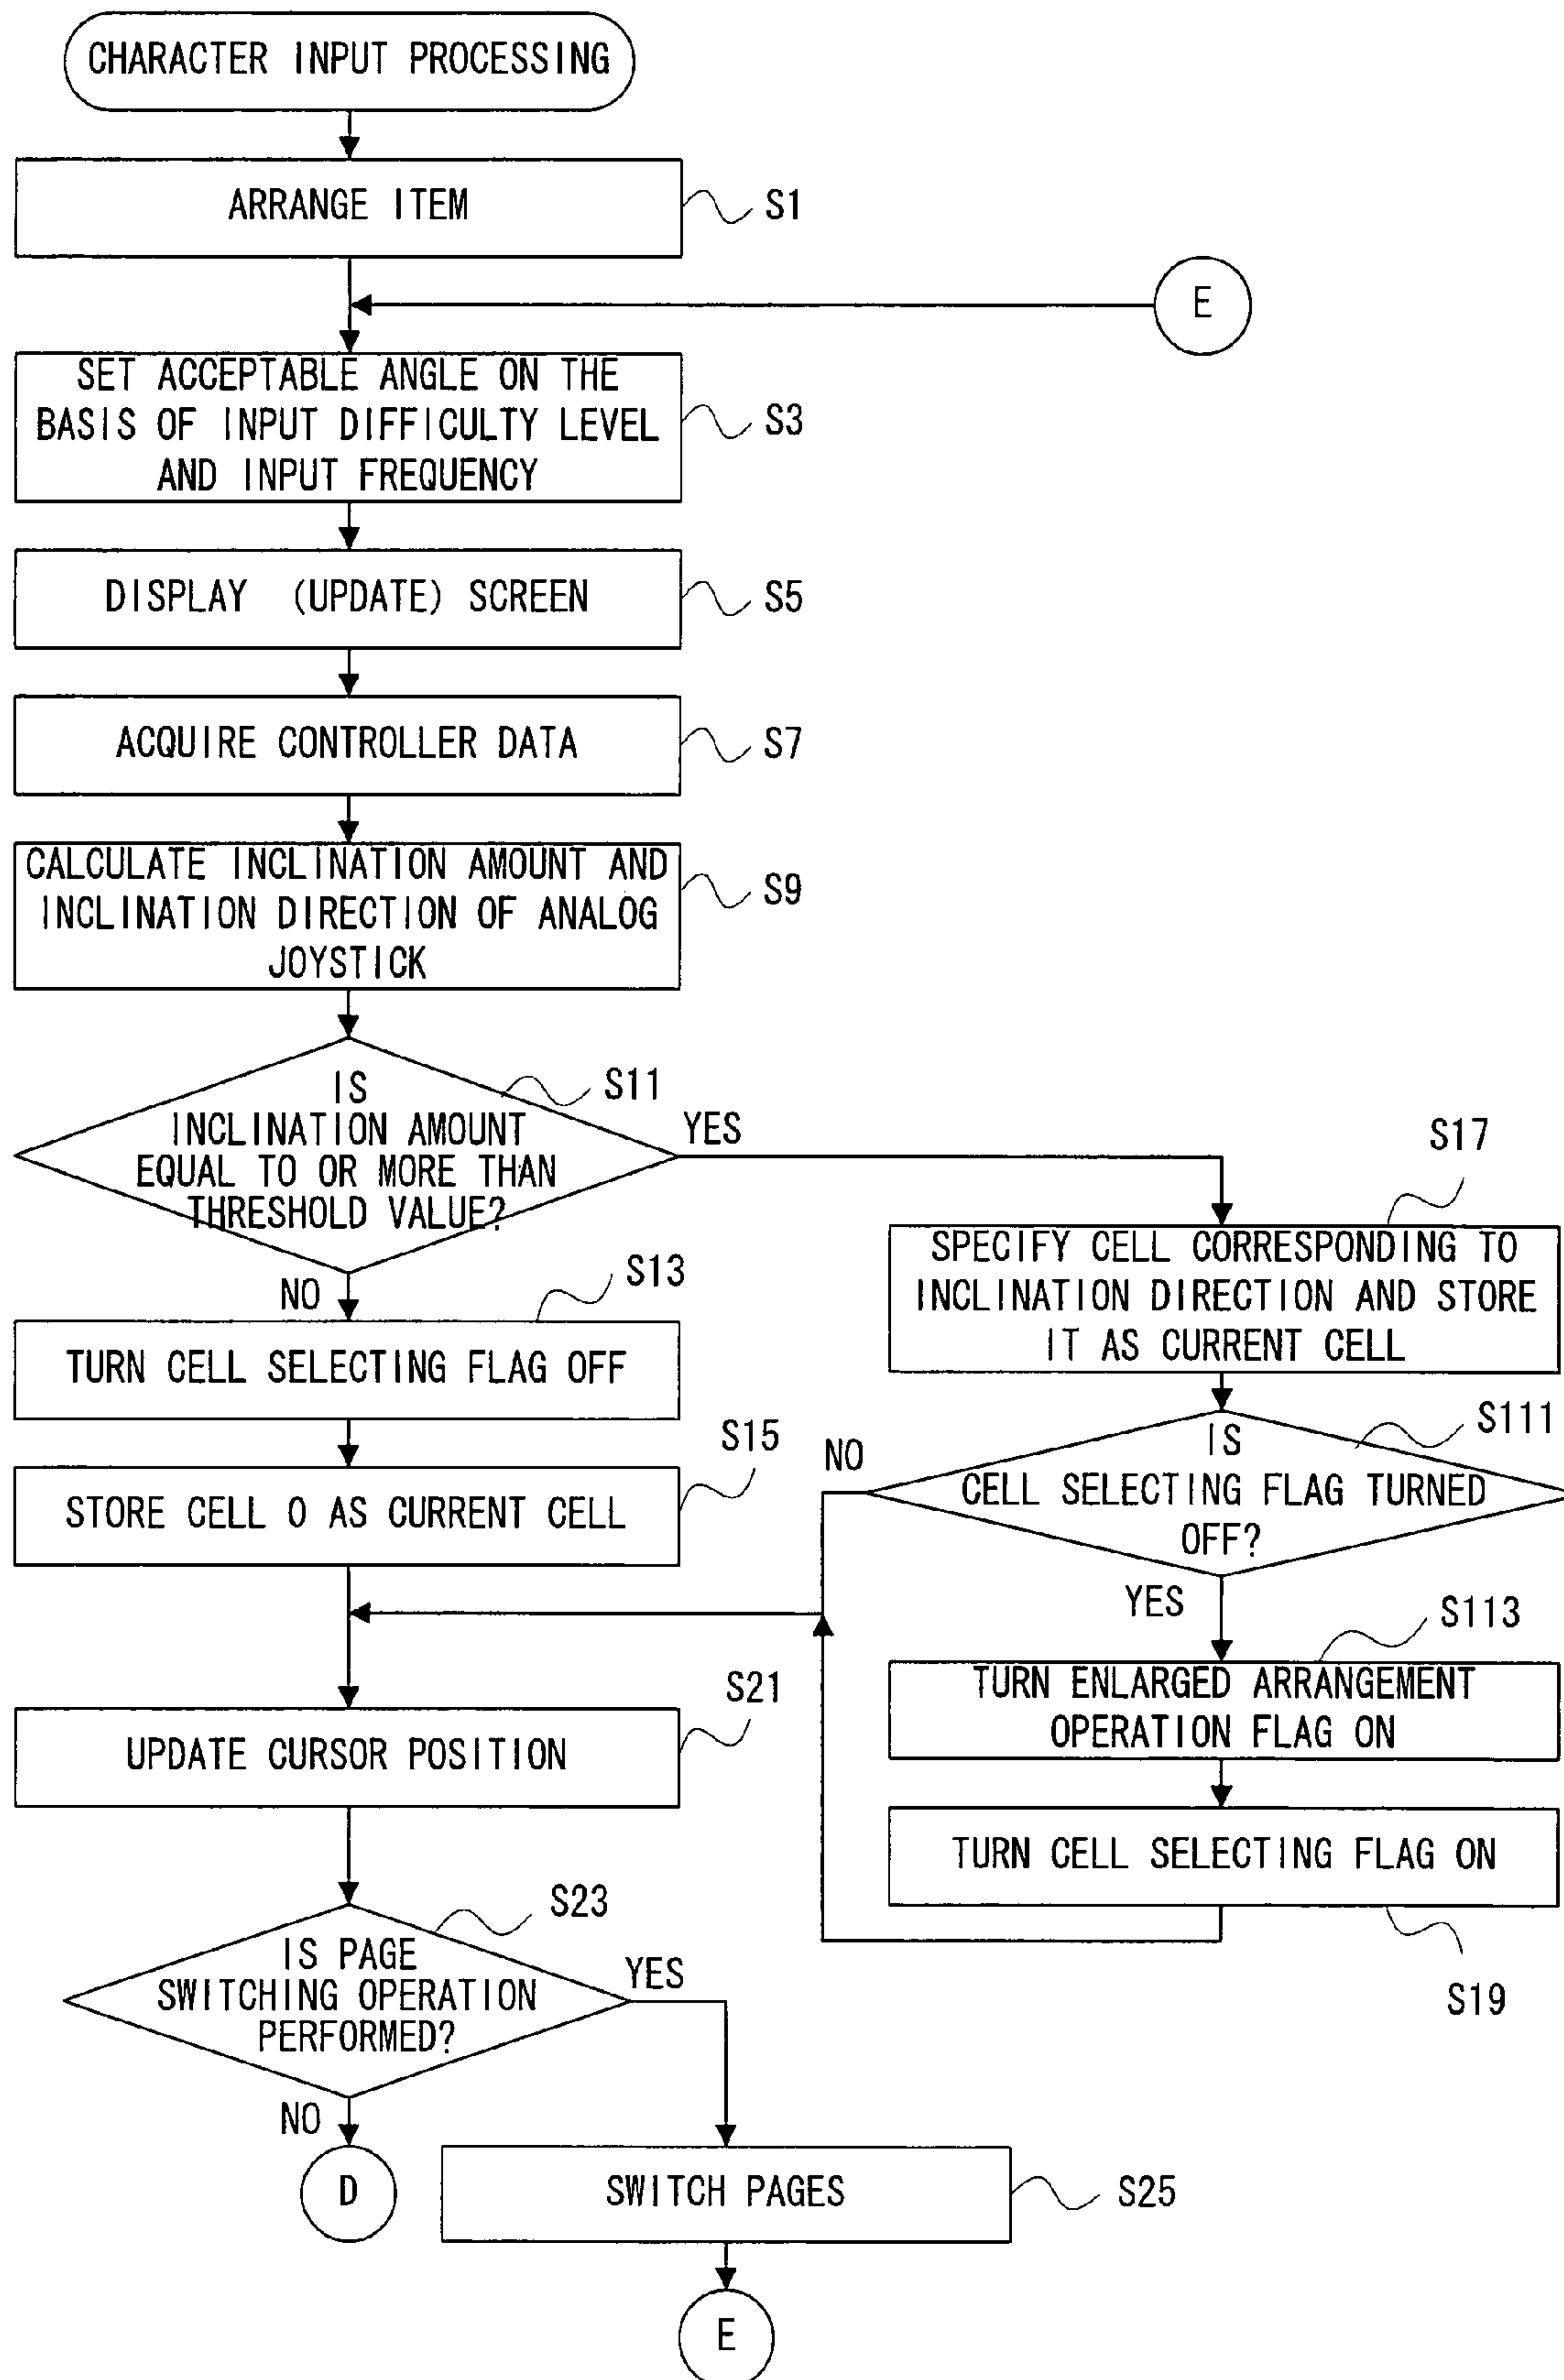 CHARACTER INPUT PROCESSING
ARRANGE ITEM
S1
E
SET ACCEPTABLE ANGLE ON THE
BASIS OF INPUT DIFFICULTY LEVEL
AND INPUT FREQUENCY
S3
DISPLAY (UPDATE) SCREEN
S5
ACQUIRE CONTROLLER DATA
S7
CALCULATE INCLINATION AMOUNT AND
INCLINATION DIRECTION OF ANALOG
JOYSTICK
S9
IS
INCLINATION AMOUNT
EQUAL TO OR MORE THAN
THRESHOLD VALUE?
S11
YES
NO
S13
TURN CELL SELECTING FLAG OFF
S15
STORE CELL 0 AS CURRENT CELL
S17
SPECIFY CELL CORRESPONDING TO
INCLINATION DIRECTION AND STORE
IT AS CURRENT CELL
S111
IS
CELL SELECTING FLAG TURNED
OFF?
NO
YES
S113
TURN ENLARGED ARRANGEMENT
OPERATION FLAG ON
TURN CELL SELECTING FLAG ON
S19
S21
UPDATE CURSOR POSITION
S23
IS PAGE
SWITCHING OPERATION
PERFORMED?
YES
NO
D
SWITCH PAGES
S25
E